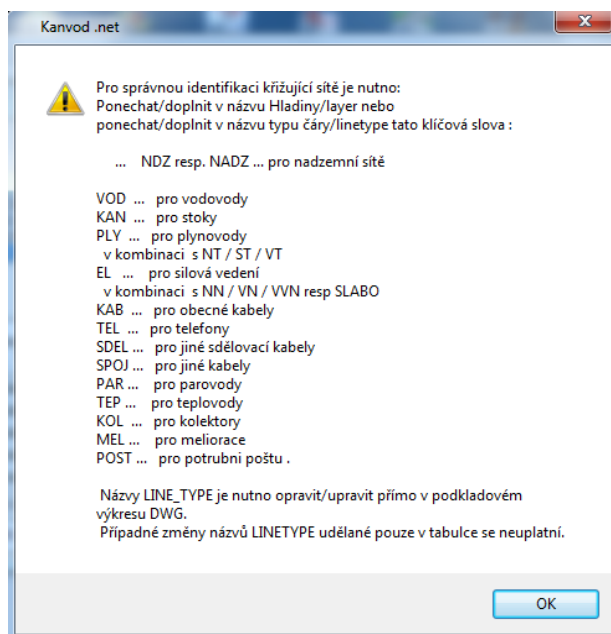 Kanvod .net
Pro správnou identifikaci křižující sítě je nutno:
Ponechat/doplnit v názvu Hladiny/layer nebo
ponechat/doplnit v názvu typu čáry/linetype tato klíčová slova :
... NDZ resp. NADZ ... pro nadzemní sítě
VOD ... pro vodovody
KAN ... pro stoky
PLY ... pro plynovody
v kombinaci s NT / ST / VT
EL ... pro silová vedení
v kombinaci s NN / VN / VVN resp SLABO
KAB ... pro obecné kabely
TEL ... pro telefony
SDEL ... pro jiné sdělovací kabely
SPOJ ... pro jiné kabely
PAR ... pro parovody
TEP ... pro teplovody
KOL ... pro kolektory
MEL ... pro meliorace
POST ... pro potrubni poštu .
Názvy LINE_TYPE je nutno opravit/upravit přímo v podkladovém
výkresu DWG.
Případné změny názvů LINETYPE udělané pouze v tabulce se neuplatní.
OK